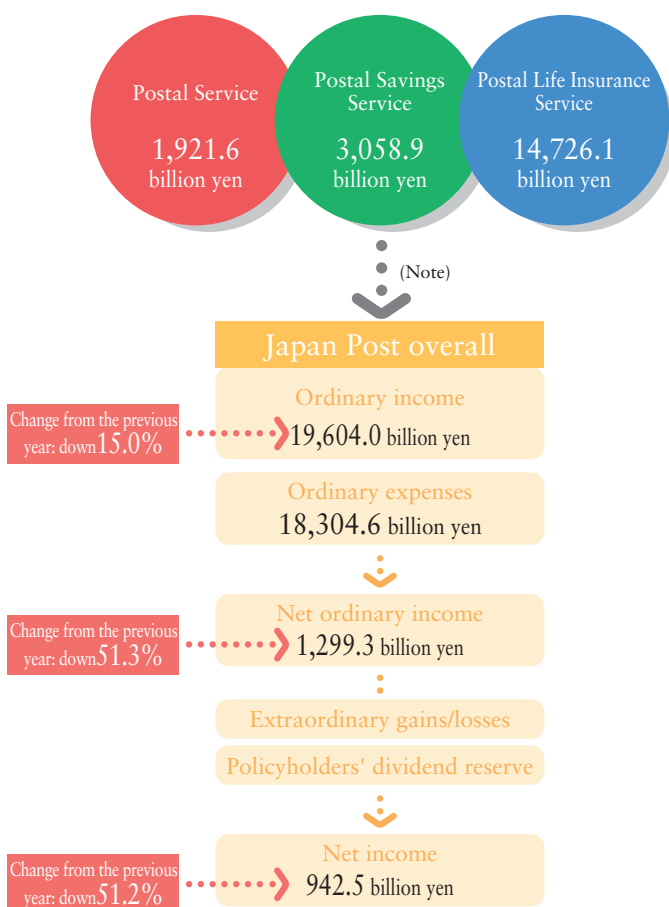 Postal Service
1,921.6
billion yen
Postal Savings
Service
3,058.9
billion yen
Postal Life Insurance
Service
14,726.1
billion yen
(Note)
Japan Post overall
Ordinary income
19,604.0 billion yen
Change from the previous
year: down15.0%
Ordinary expenses
18,304.6 billion yen
Net ordinary income
1,299.3 billion yen
Change from the previous
year: down51.3%
Extraordinary gains/losses
Policyholders' dividend reserve
Net income
942.5 billion yen
Change from the previous
year: down51.2%